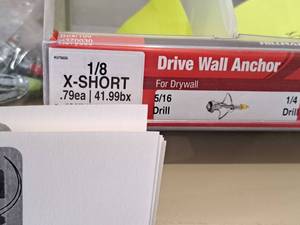 1/8
X-SHORT
.79ea | 41.99bx
Drive Wall Anchor
For Drywall
5/16
Drill
1/4
Drill